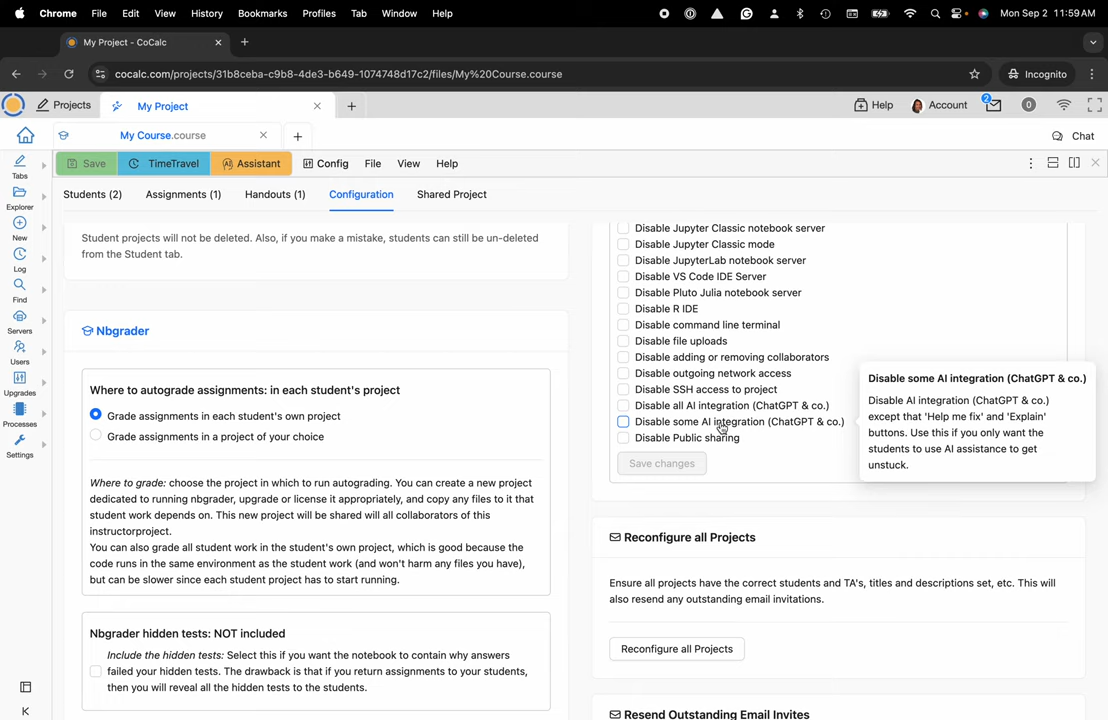 Chrome File Edit View History Bookmarks Profiles Tab Window Help Mon Sep 2 11:59 AM
My Project - CoCalc
cocalc.com/projects/31b8ceba-c9b8-4de3-b649-1074748d17c2/files/My%20Course.course Incognito
Projects My Project Help Account 2 0
My Course.course Chat
Save TimeTravel Assistant Config File View Help
Tabs
Explorer
New
Log
Find
Servers
Users
Upgrades
Processes
Settings
Students (2) Assignments (1) Handouts (1) Configuration Shared Project
Student projects will not be deleted. Also, if you make a mistake, students can still be un-deleted
from the Student tab.
Nbgrader
Where to autograde assignments: in each student's project
Grade assignments in each student's own project
Grade assignments in a project of your choice
Where to grade: choose the project in which to run autograding. You can create a new project
dedicated to running nbgrader, upgrade or license it appropriately, and copy any files to it that
student work depends on. This new project will be shared will all collaborators of this
instructorproject.
You can also grade all student work in the student's own project, which is good because the
code runs in the same environment as the student work (and won't harm any files you have),
but can be slower since each student project has to start running.
Nbgrader hidden tests: NOT included
Include the hidden tests: Select this if you want the notebook to contain why answers
failed your hidden tests. The drawback is that if you return assignments to your students,
then you will reveal all the hidden tests to the students.
Disable Jupyter Classic notebook server
Disable Jupyter Classic mode
Disable JupyterLab notebook server
Disable VS Code IDE Server
Disable Pluto Julia notebook server
Disable R IDE
Disable command line terminal
Disable file uploads
Disable adding or removing collaborators
Disable outgoing network access
Disable SSH access to project
Disable all AI integration (ChatGPT & co.)
Disable some AI integration (ChatGPT & co.)
Disable Public sharing
Save changes
Disable some AI integration (ChatGPT & co.)
Disable AI integration (ChatGPT & co.)
except that 'Help me fix' and 'Explain'
buttons. Use this if you only want the
students to use AI assistance to get
unstuck.
Reconfigure all Projects
Ensure all projects have the correct students and TA's, titles and descriptions set, etc. This will
also resend any outstanding email invitations.
Reconfigure all Projects
Resend Outstanding Email Invites